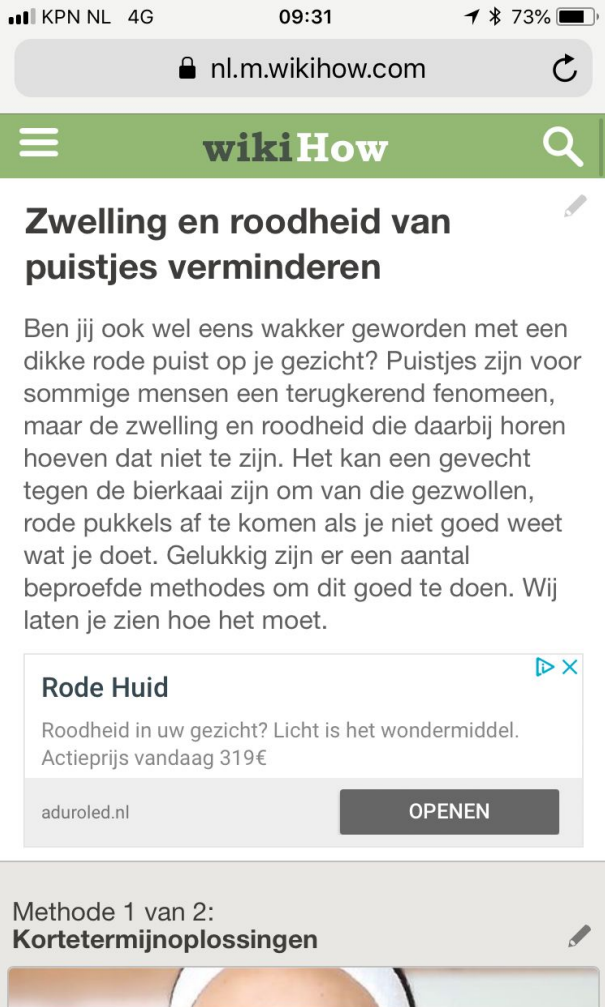 KPN NL 4G 09:31 73%
nl.m.wikihow.com
wikiHow
Zwelling en roodheid van
puistjes verminderen
Ben jij ook wel eens wakker geworden met een
dikke rode puist op je gezicht? Puistjes zijn voor
sommige mensen een terugkerend fenomeen,
maar de zwelling en roodheid die daarbij horen
hoeven dat niet te zijn. Het kan een gevecht
tegen de bierkaai zijn om van die gezwollen,
rode pukkels af te komen als je niet goed weet
wat je doet. Gelukkig zijn er een aantal
beproefde methodes om dit goed te doen. Wij
laten je zien hoe het moet.
Rode Huid
Roodheid in uw gezicht? Licht is het wondermiddel.
Actieprijs vandaag 319€
aduroled.nl
OPENEN
Methode 1 van 2:
Kortetermijnoplossingen